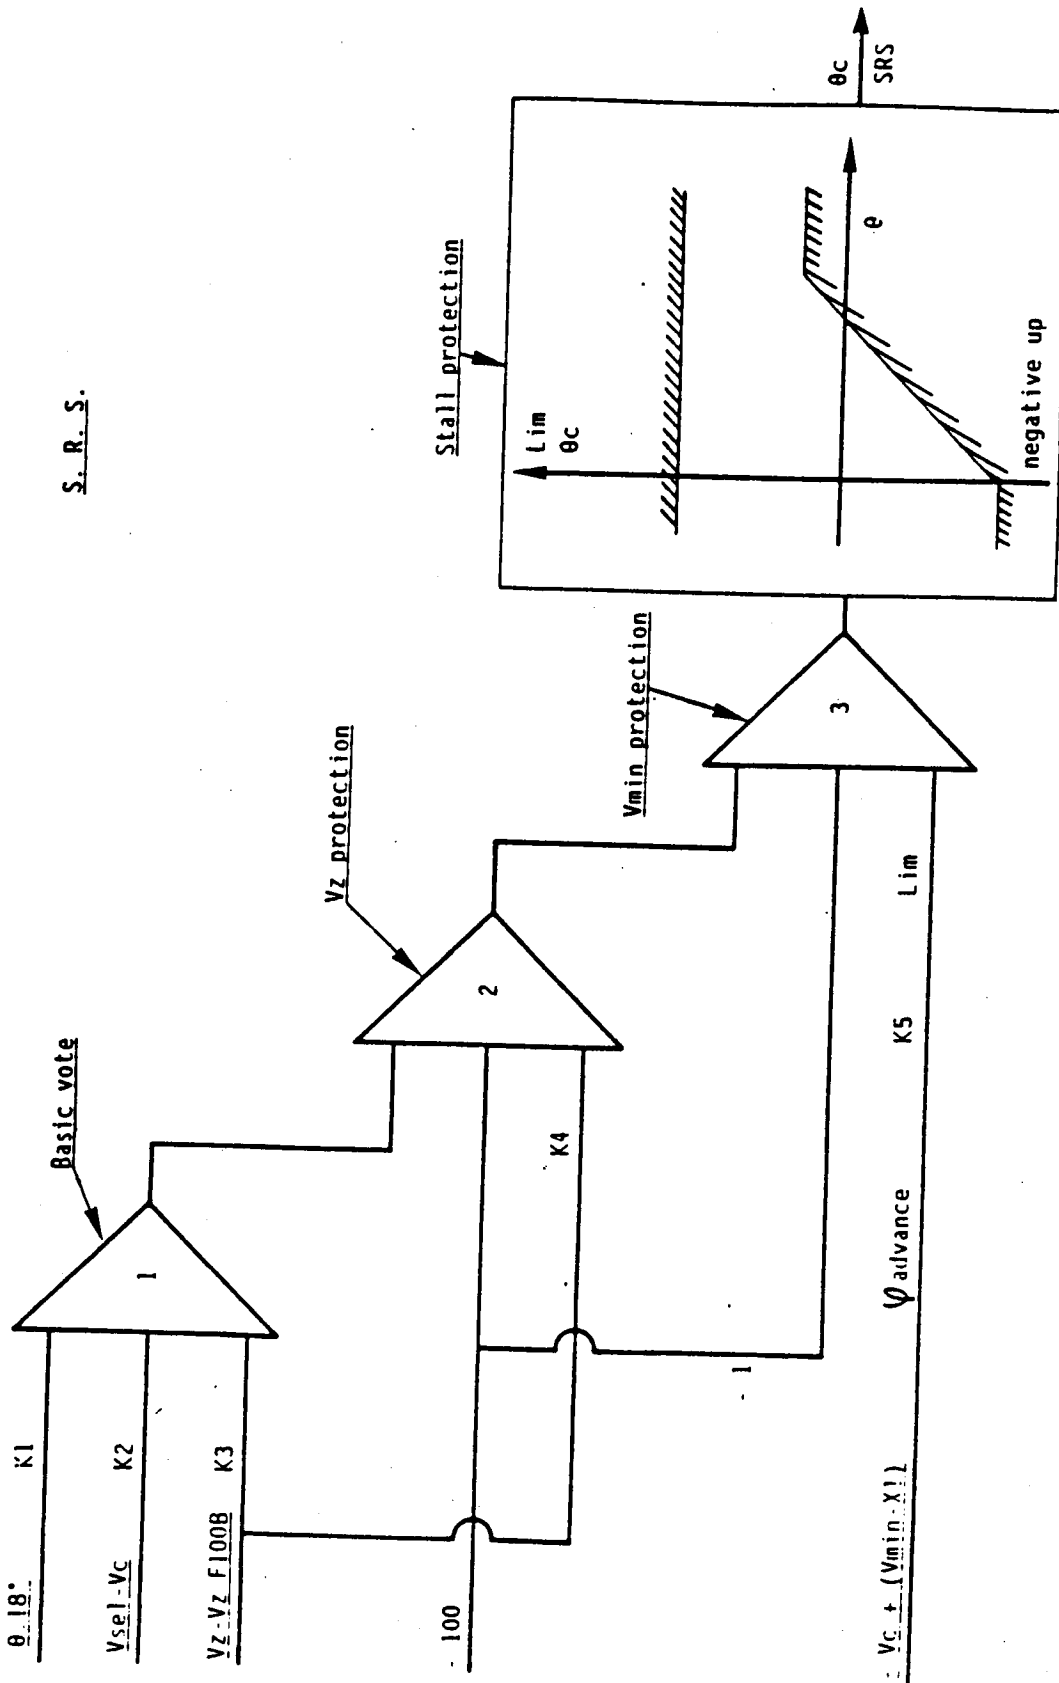 S. R. S.
θ 18°
K1
Vsel-Vc
K2
Vz-Vz F100B
K3
- 100
- Vc + (Vmin-X!)
φ advance
K5
Lim
- 1
K4
1
Basic vote
2
Vz protection
3
Vmin protection
Stall protection
Lim
θc
e
negative up
θc
SRS